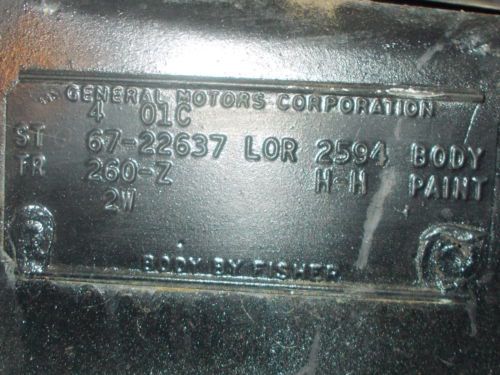 GENERAL MOTORS CORPORATION
4 01C
ST 67-22637 LOR 2594 BODY
TR 260-Z H-H PAINT
2W
BODY BY FISHER